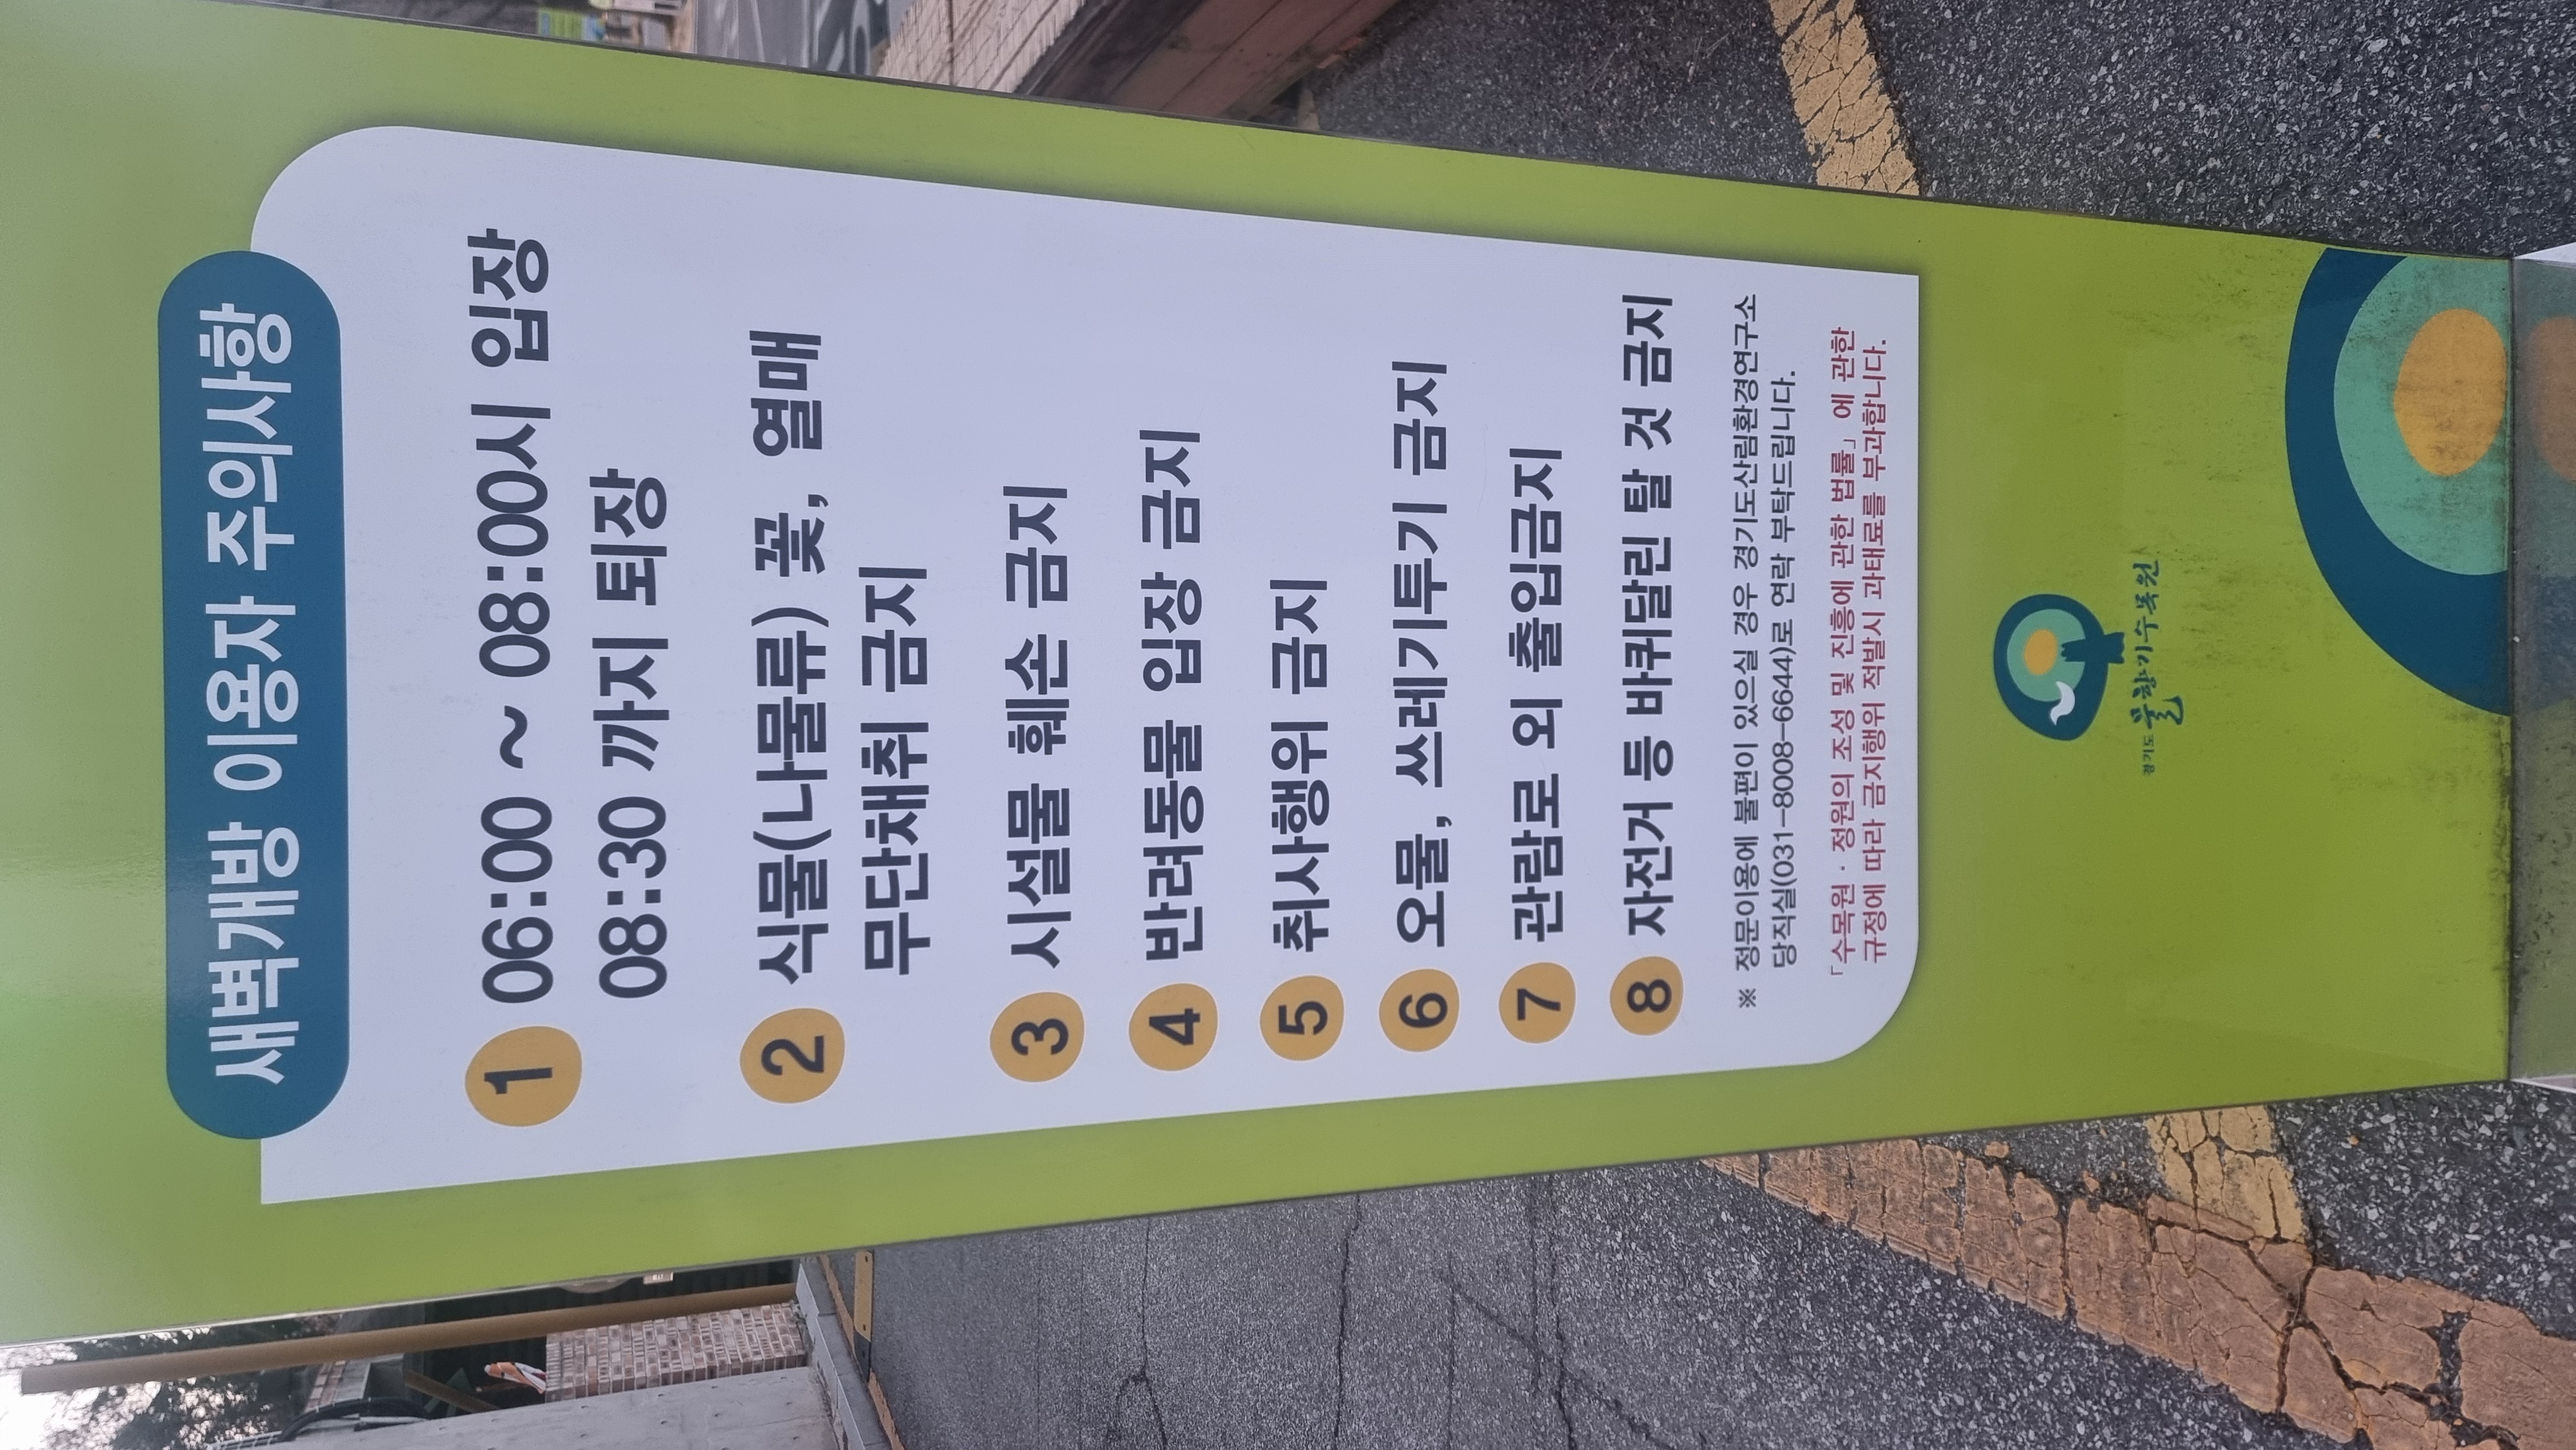 새벽개방 이용자 주의사항
1 06:00 ~ 08:00시 입장
08:30 까지 퇴장
2 식물(나물류) 꽃, 열매
무단채취 금지
3 시설물 훼손 금지
4 반려동물 입장 금지
5 취사행위 금지
6 오물, 쓰레기투기 금지
7 관람로 외 출입금지
8 자전거 등 바퀴달린 탈 것 금지
※ 정문이용에 불편이 있으실 경우 경기도산림환경연구소
당직실(031-8008-6644)로 연락 부탁드립니다.
「수목원 · 정원의 조성 및 진흥에 관한 법률」에 관한
규정에 따라 금지행위 적발시 과태료를 부과합니다.
경기도 물향기수목원